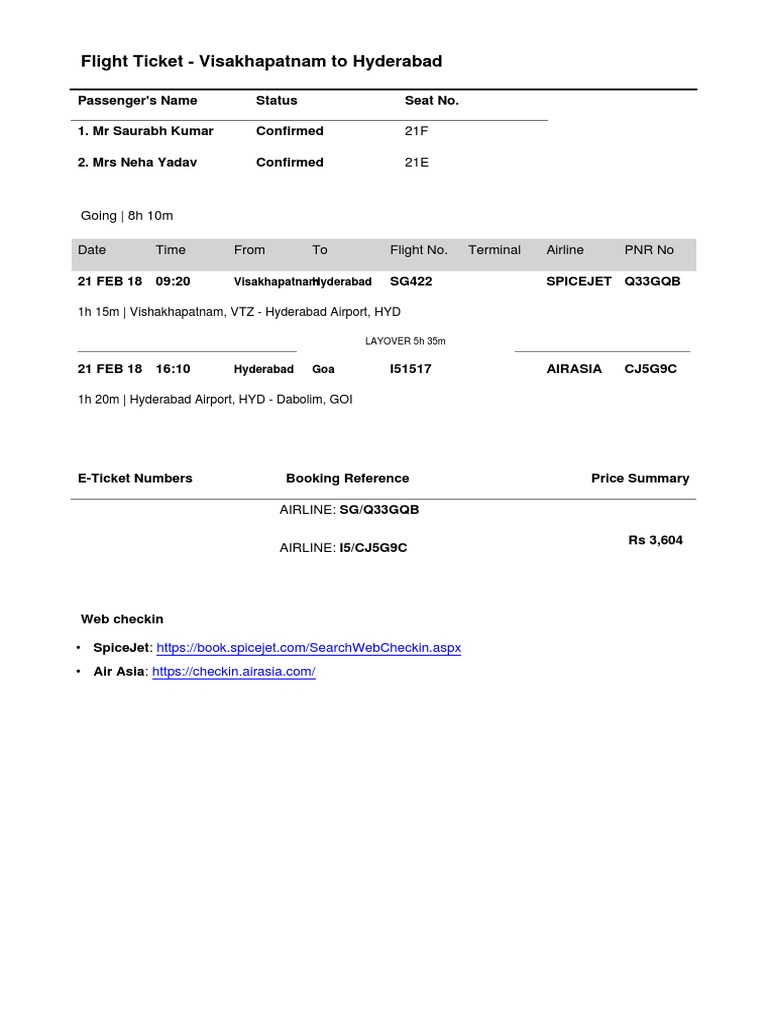 Flight Ticket - Visakhapatnam to Hyderabad
Passenger's Name Status Seat No.
1. Mr Saurabh Kumar Confirmed 21F
2. Mrs Neha Yadav Confirmed 21E
Going | 8h 10m
Date Time From To Flight No. Terminal Airline PNR No
21 FEB 18 09:20 Visakhapatnam Hyderabad SG422 SPICEJET Q33GQB
1h 15m | Vishakhapatnam, VTZ - Hyderabad Airport, HYD
LAYOVER 5h 35m
21 FEB 18 16:10 Hyderabad Goa I51517 AIRASIA CJ5G9C
1h 20m | Hyderabad Airport, HYD - Dabolim, GOI
E-Ticket Numbers Booking Reference Price Summary
AIRLINE: SG/Q33GQB
Rs 3,604
AIRLINE: I5/CJ5G9C
Web checkin
• SpiceJet: https://book.spicejet.com/SearchWebCheckin.aspx
• Air Asia: https://checkin.airasia.com/